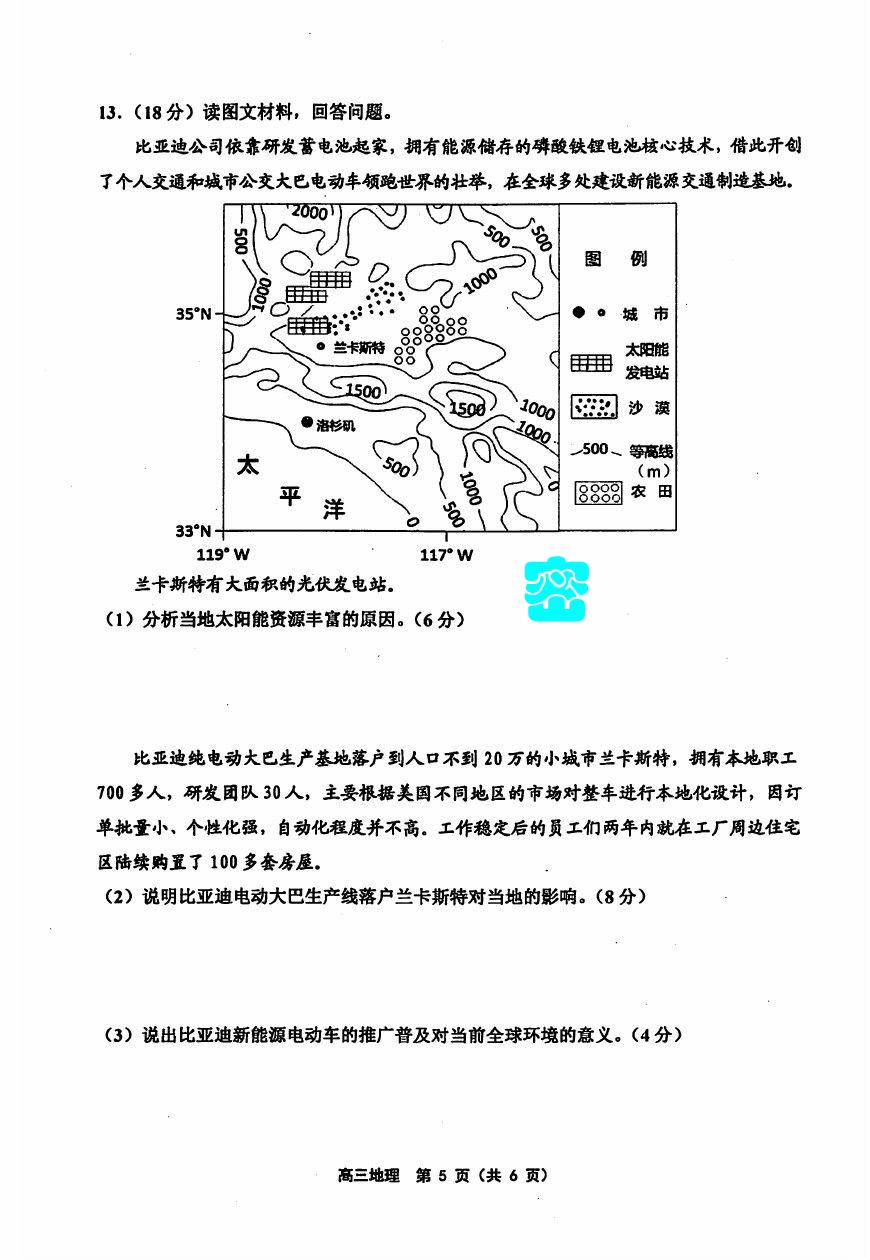 13.（18分）读图文材料，回答问题。
比亚迪公司依靠研发蓄电池起家，拥有能源储存的磷酸铁锂电池核心技术，借此开创
了个人交通和城市公交大巴电动车领跑世界的壮举，在全球多处建设新能源交通制造基地。
2000
500
500
500
1000
1000
35°N
兰卡斯特
1500
1500
1000
1000
洛杉矶
500
1000
500
0
0
太
平
洋
33°N
119°W
117°W
图 例
城 市
太阳能
发电站
沙 漠
500 等高线
（m）
农 田
兰卡斯特有大面积的光伏发电站。
（1）分析当地太阳能资源丰富的原因。（6分）
比亚迪纯电动大巴生产基地落户到人口不到 20 万的小城市兰卡斯特，拥有本地职工
700 多人，研发团队 30 人，主要根据美国不同地区的市场对整车进行本地化设计，因订
单批量小、个性化强，自动化程度并不高。工作稳定后的员工们两年内就在工厂周边住宅
区陆续购置了 100 多套房屋。
（2）说明比亚迪电动大巴生产线落户兰卡斯特对当地的影响。（8分）
（3）说出比亚迪新能源电动车的推广普及对当前全球环境的意义。（4分）
高三地理 第 5 页（共 6 页）